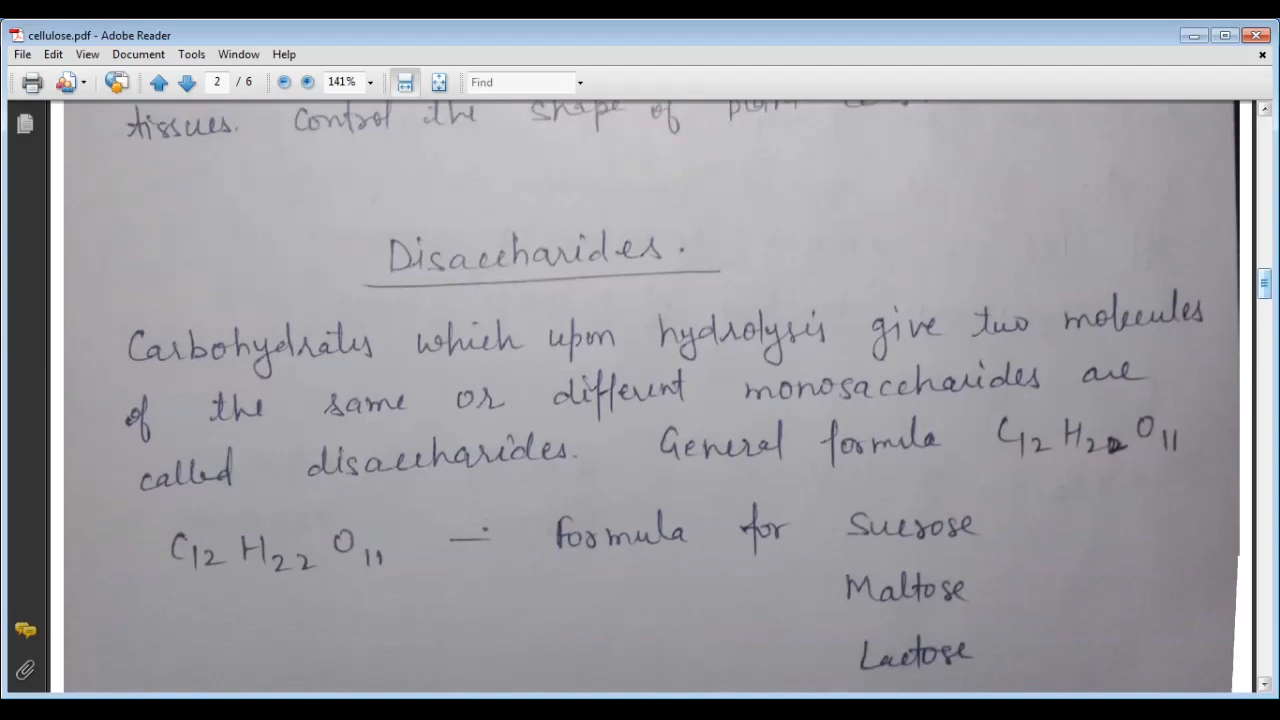 cellulose.pdf - Adobe Reader
File Edit View Document Tools Window Help
2 / 6 141% Find
tissues. Control the shape of plant
Disaccharides.
Carbohydrates which upon hydrolysis give two molecules
of the same or different monosaccharides are
called disaccharides. General formula C12 H22 O11
C12 H22 O11 — Formula for Sucrose
Maltose
Lactose